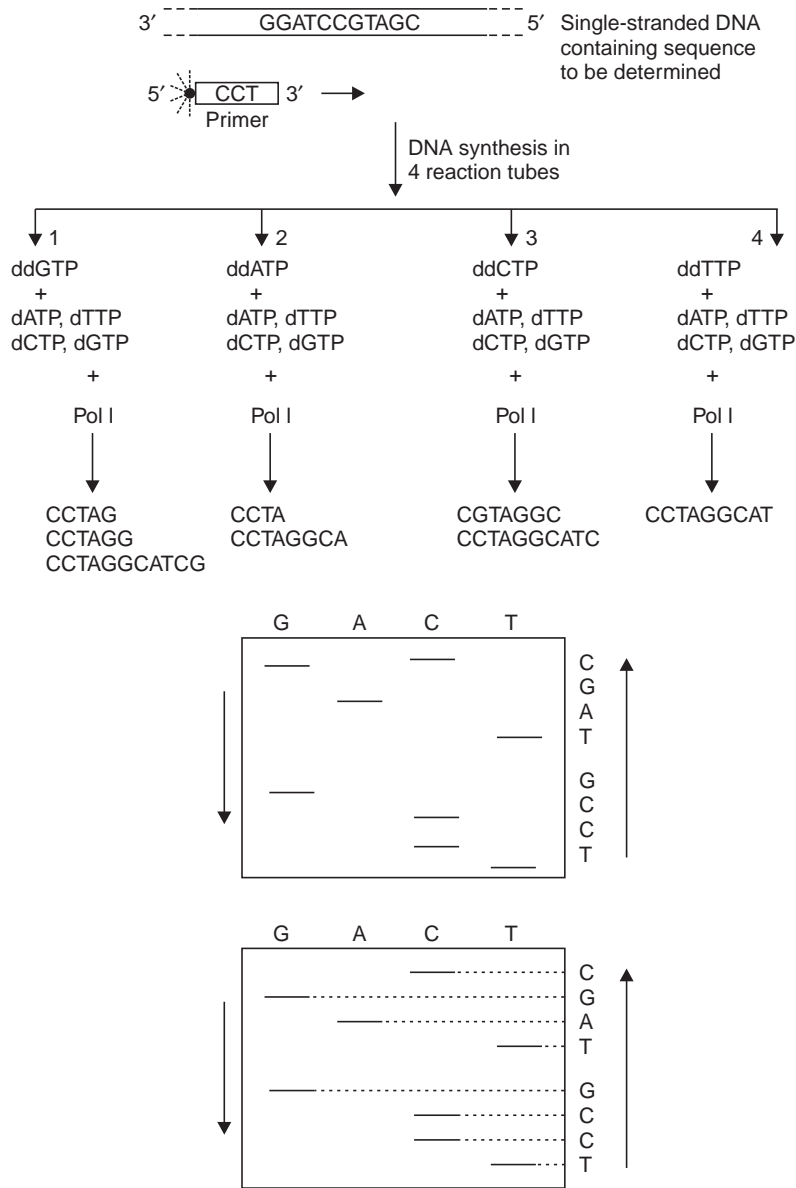 3′ GGATCCGTAGC 5′ Single-stranded DNA
containing sequence
to be determined
5′ CCT 3′
Primer
DNA synthesis in
4 reaction tubes
1 2 3 4
ddGTP ddATP ddCTP ddTTP
+ + + +
dATP, dTTP dATP, dTTP dATP, dTTP dATP, dTTP
dCTP, dGTP dCTP, dGTP dCTP, dGTP dCTP, dGTP
+ + + +
Pol I Pol I Pol I Pol I
CCTAG CCTA CGTAGGC CCTAGGCAT
CCTAGG CCTAGGCA CCTAGGCATC
CCTAGGCATCG
G A C T
C
G
A
T
G
C
C
T
G A C T
C
G
A
T
G
C
C
T